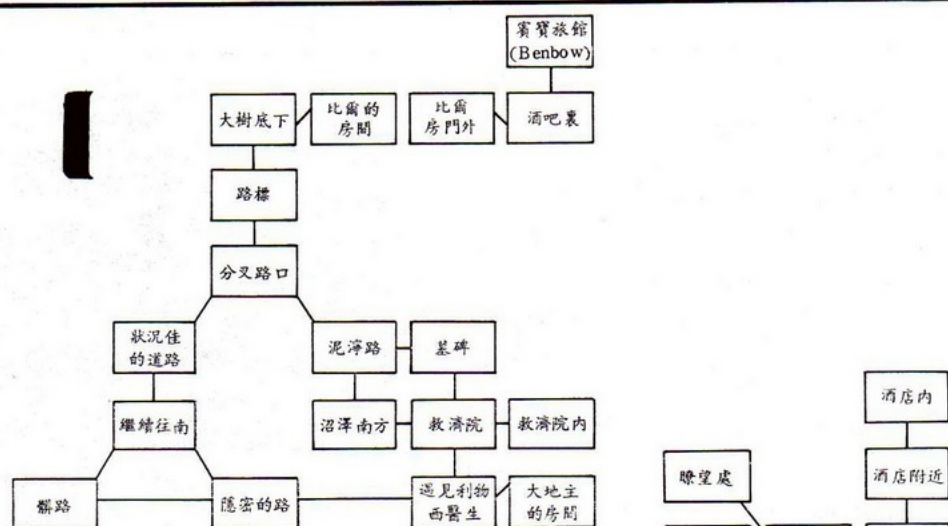 賓寶旅館
(Benbow)
大樹底下
比爾的
房間
比爾
房門外
酒吧裏
路標
分叉路口
狀況佳
的道路
泥濘路
墓碑
酒店內
繼續往南
沼澤南方
救濟院
救濟院內
髒路
隱密的路
遇見利物
西醫生
大地主
的房間
瞭望處
酒店附近